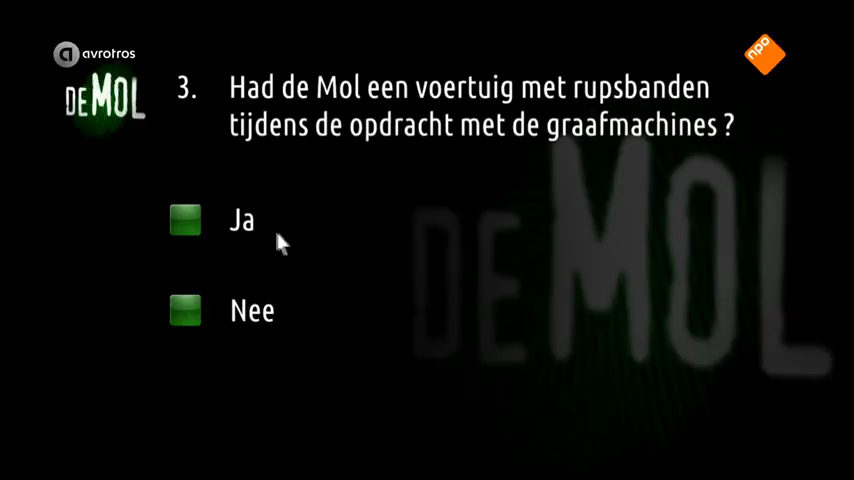 avrotros
npo
DE MOL
3. Had de Mol een voertuig met rupsbanden
tijdens de opdracht met de graafmachines ?
Ja
Nee
DE MOL